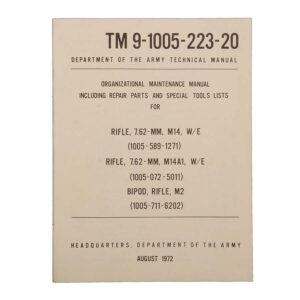 TM 9-1005-223-20
DEPARTMENT OF THE ARMY TECHNICAL MANUAL
ORGANIZATIONAL MAINTENANCE MANUAL
INCLUDING REPAIR PARTS AND SPECIAL TOOLS LISTS
FOR
RIFLE, 7.62-MM, M14, W/E
(1005-589-1271)
RIFLE, 7.62-MM, M14A1, W/E
(1005-072-5011)
BIPOD, RIFLE, M2
(1005-711-6202)
HEADQUARTERS, DEPARTMENT OF THE ARMY
AUGUST 1972